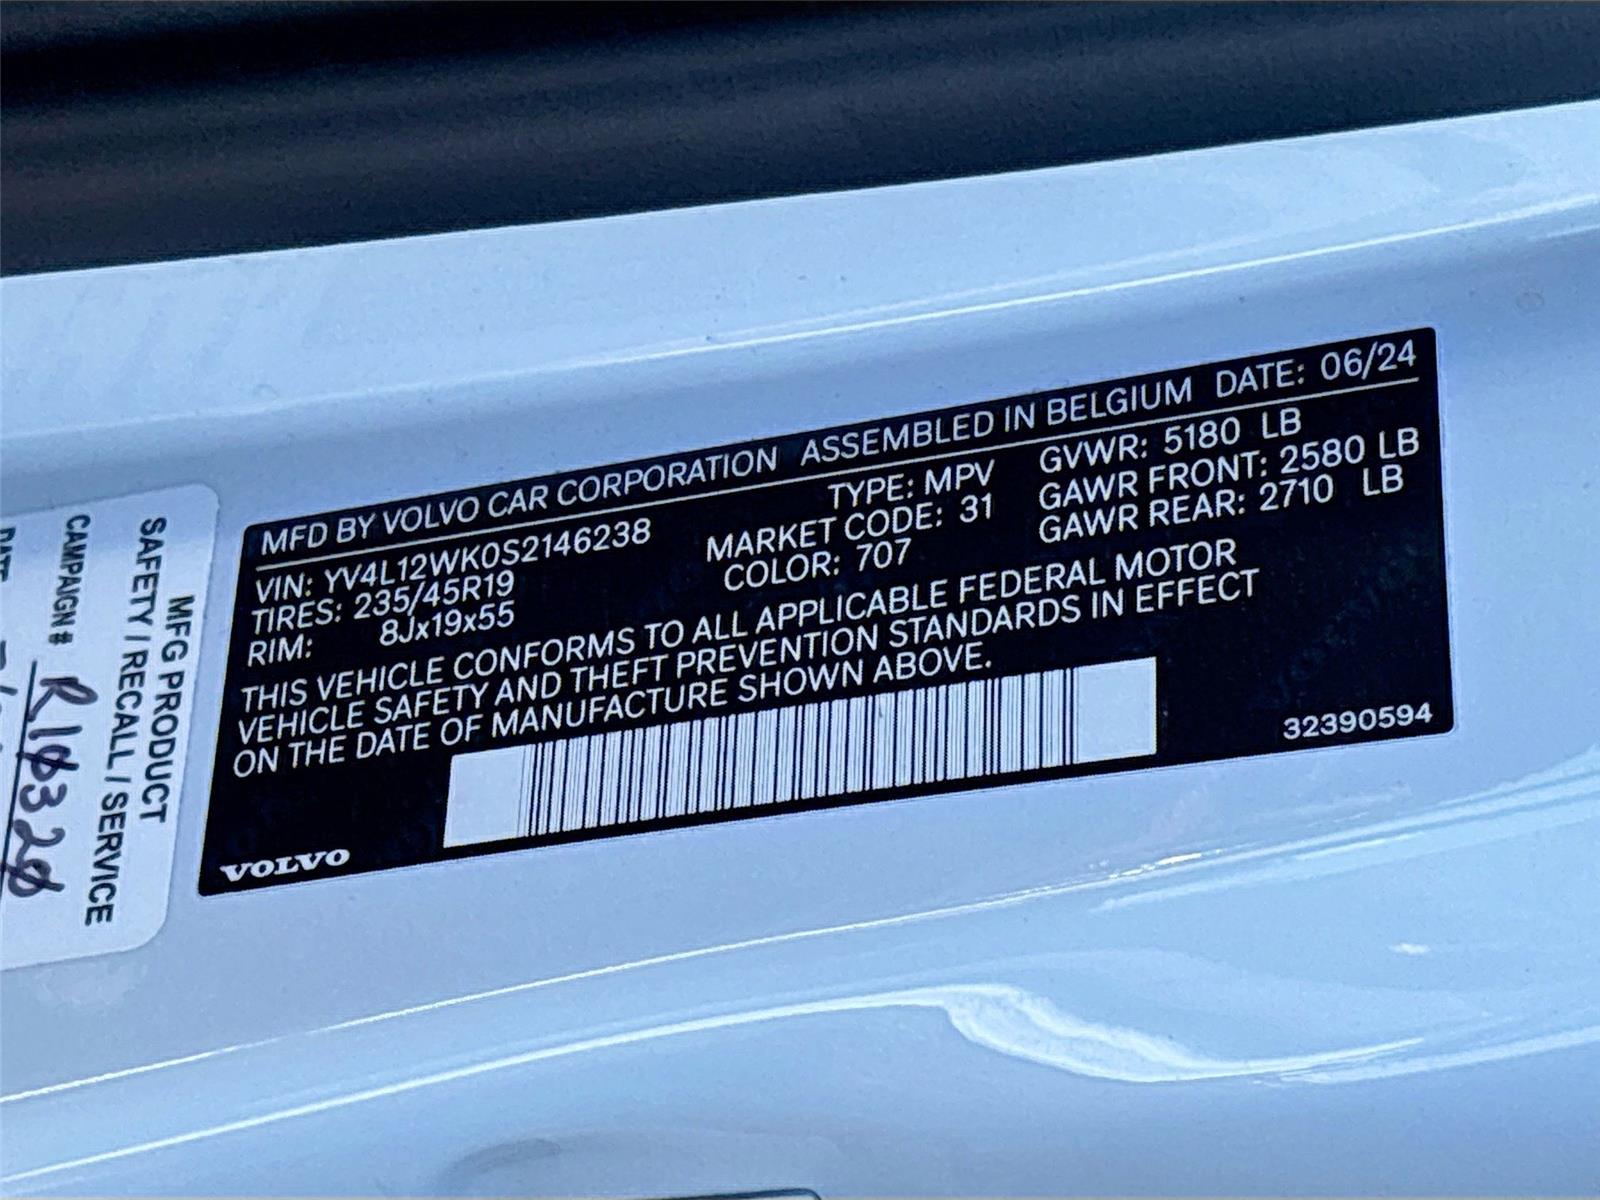 MFD BY VOLVO CAR CORPORATION ASSEMBLED IN BELGIUM DATE: 06/24
VIN: YV4L12WK0S2146238 TYPE: MPV GVWR: 5180 LB
TIRES: 235/45R19 MARKET CODE: 31 GAWR FRONT: 2580 LB
RIM: 8Jx19x55 COLOR: 707 GAWR REAR: 2710 LB
THIS VEHICLE CONFORMS TO ALL APPLICABLE FEDERAL MOTOR
VEHICLE SAFETY AND THEFT PREVENTION STANDARDS IN EFFECT
ON THE DATE OF MANUFACTURE SHOWN ABOVE.
32390594
VOLVO
MFG PRODUCT
SAFETY / RECALL / SERVICE
CAMPAIGN # R10320
DATE